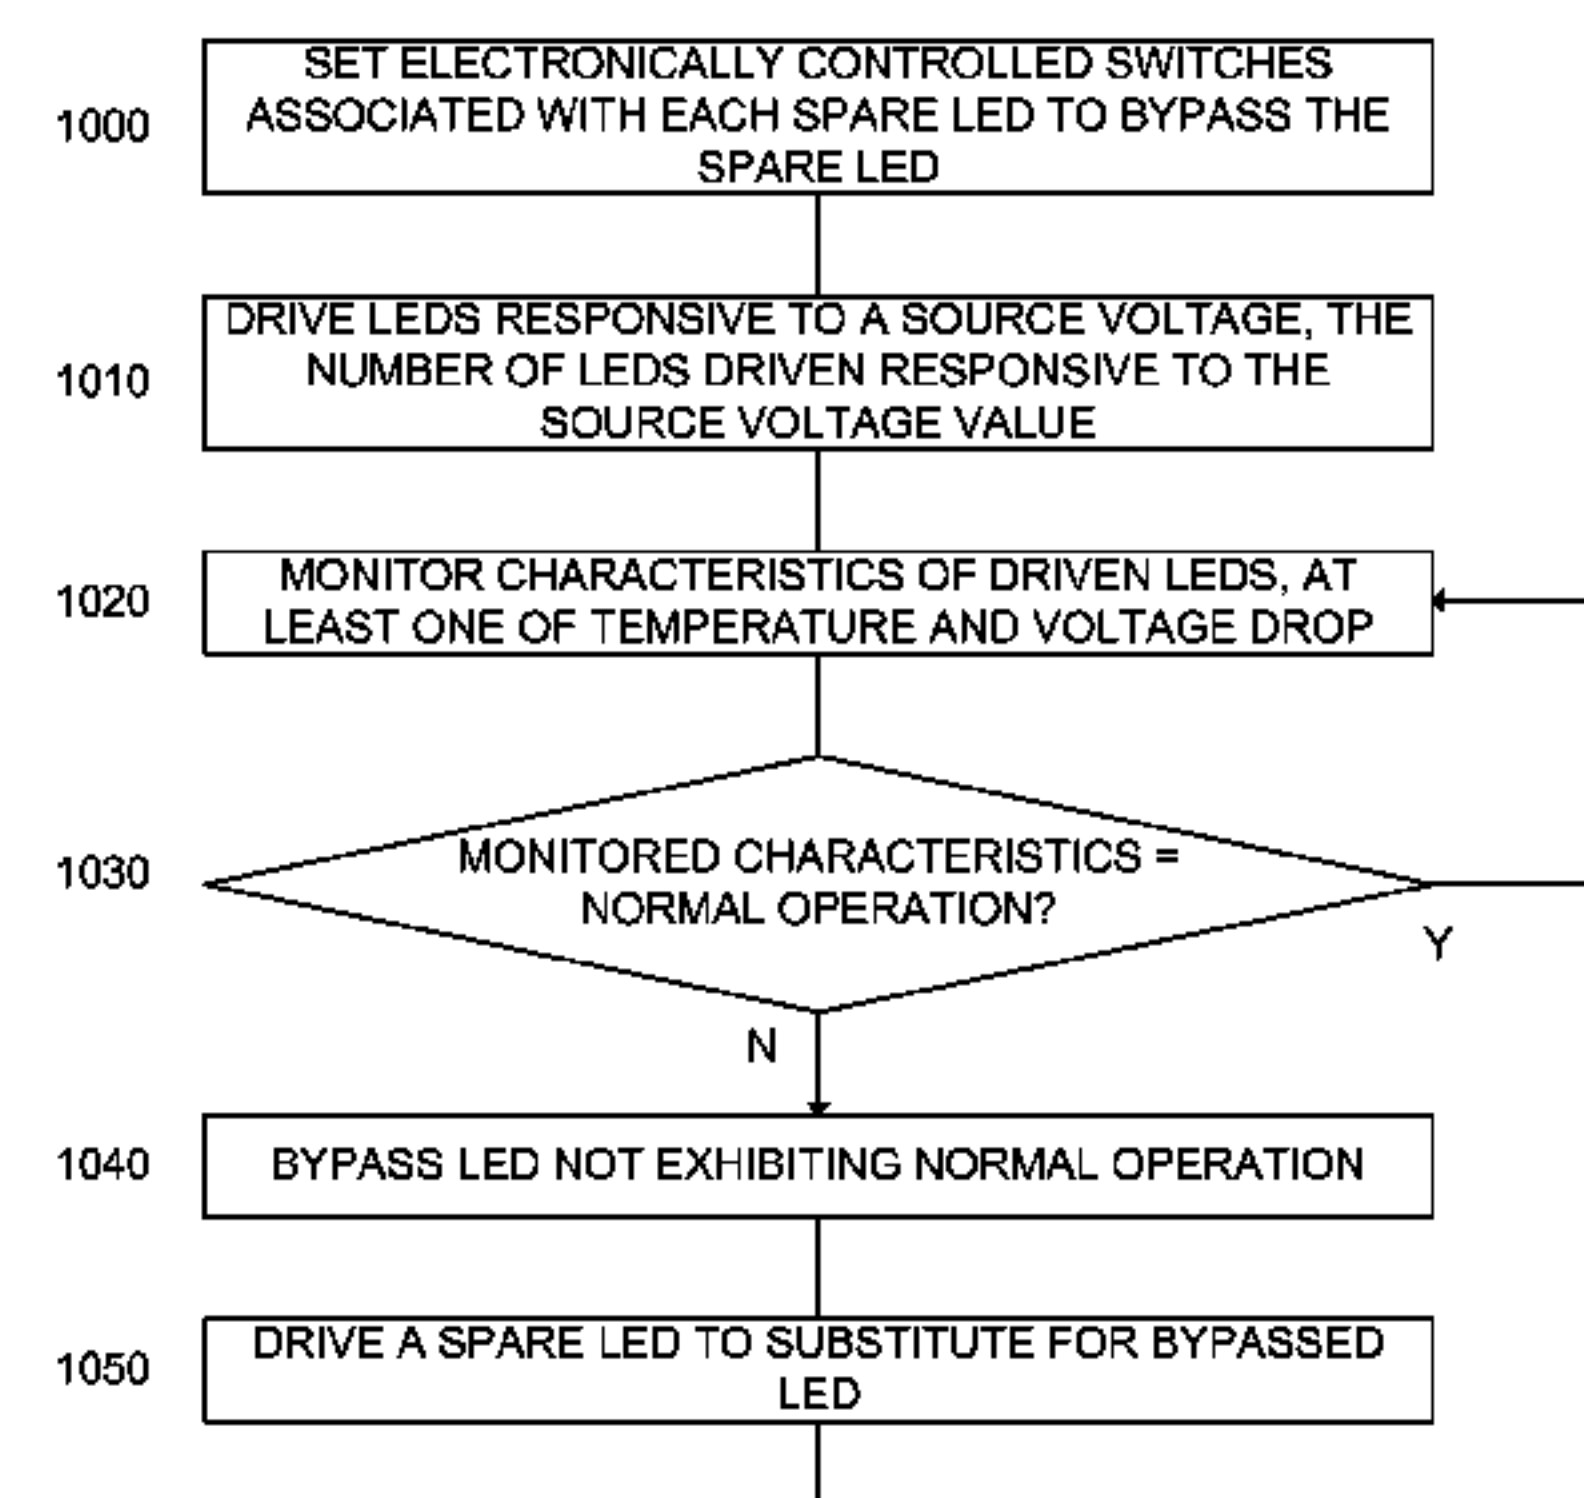 1000
SET ELECTRONICALLY CONTROLLED SWITCHES
ASSOCIATED WITH EACH SPARE LED TO BYPASS THE
SPARE LED
1010
DRIVE LEDS RESPONSIVE TO A SOURCE VOLTAGE, THE
NUMBER OF LEDS DRIVEN RESPONSIVE TO THE
SOURCE VOLTAGE VALUE
1020
MONITOR CHARACTERISTICS OF DRIVEN LEDS, AT
LEAST ONE OF TEMPERATURE AND VOLTAGE DROP
1030
MONITORED CHARACTERISTICS =
NORMAL OPERATION?
Y
N
1040
BYPASS LED NOT EXHIBITING NORMAL OPERATION
1050
DRIVE A SPARE LED TO SUBSTITUTE FOR BYPASSED
LED